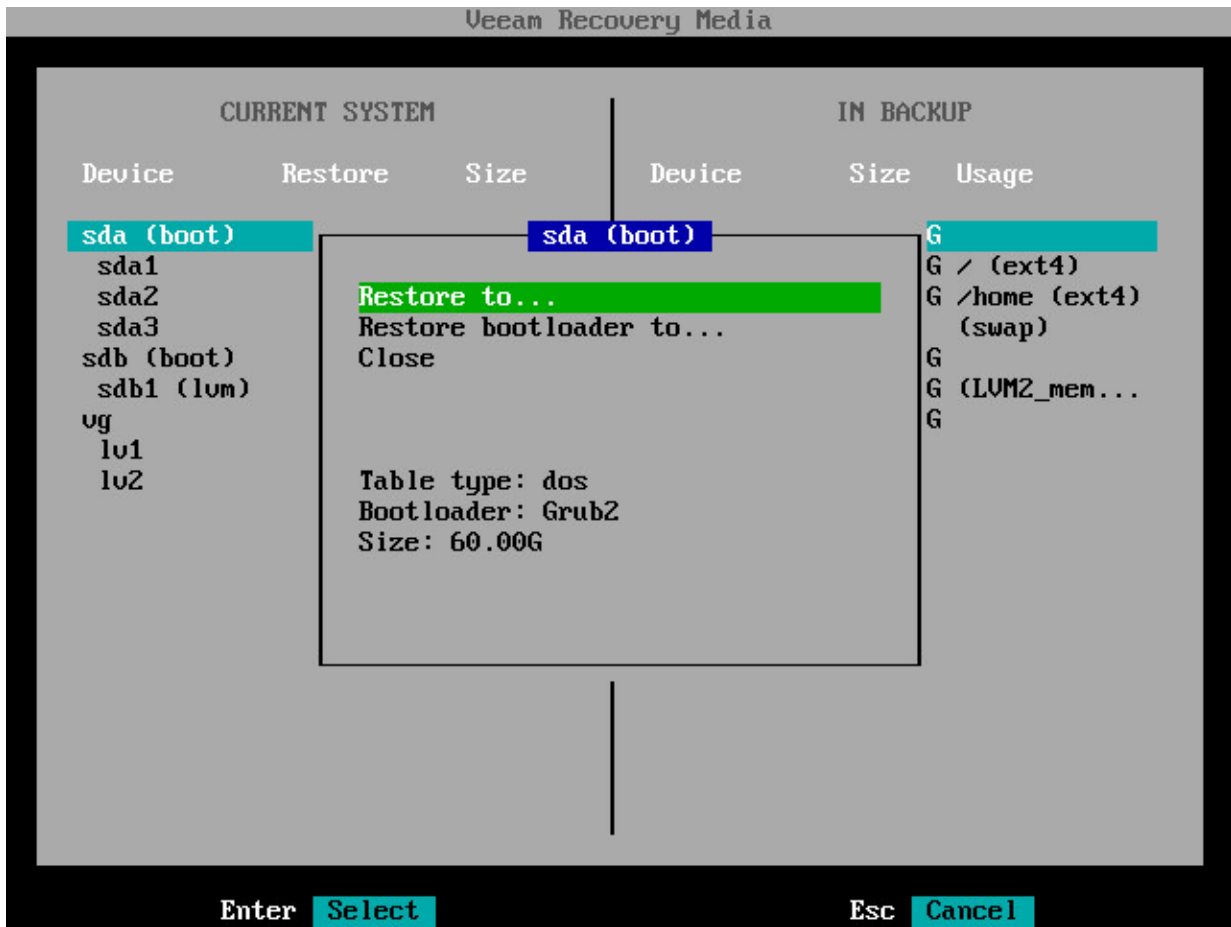 Veeam Recovery Media
CURRENT SYSTEM IN BACKUP
Device Restore Size Device Size Usage
sda (boot) sda (boot) G
sda1 G / (ext4)
sda2 Restore to... G /home (ext4)
sda3 Restore bootloader to... (swap)
sdb (boot) Close G
sdb1 (lvm) G (LVM2_mem...
vg G
lv1
lv2 Table type: dos
Bootloader: Grub2
Size: 60.00G
Enter Select Esc Cancel